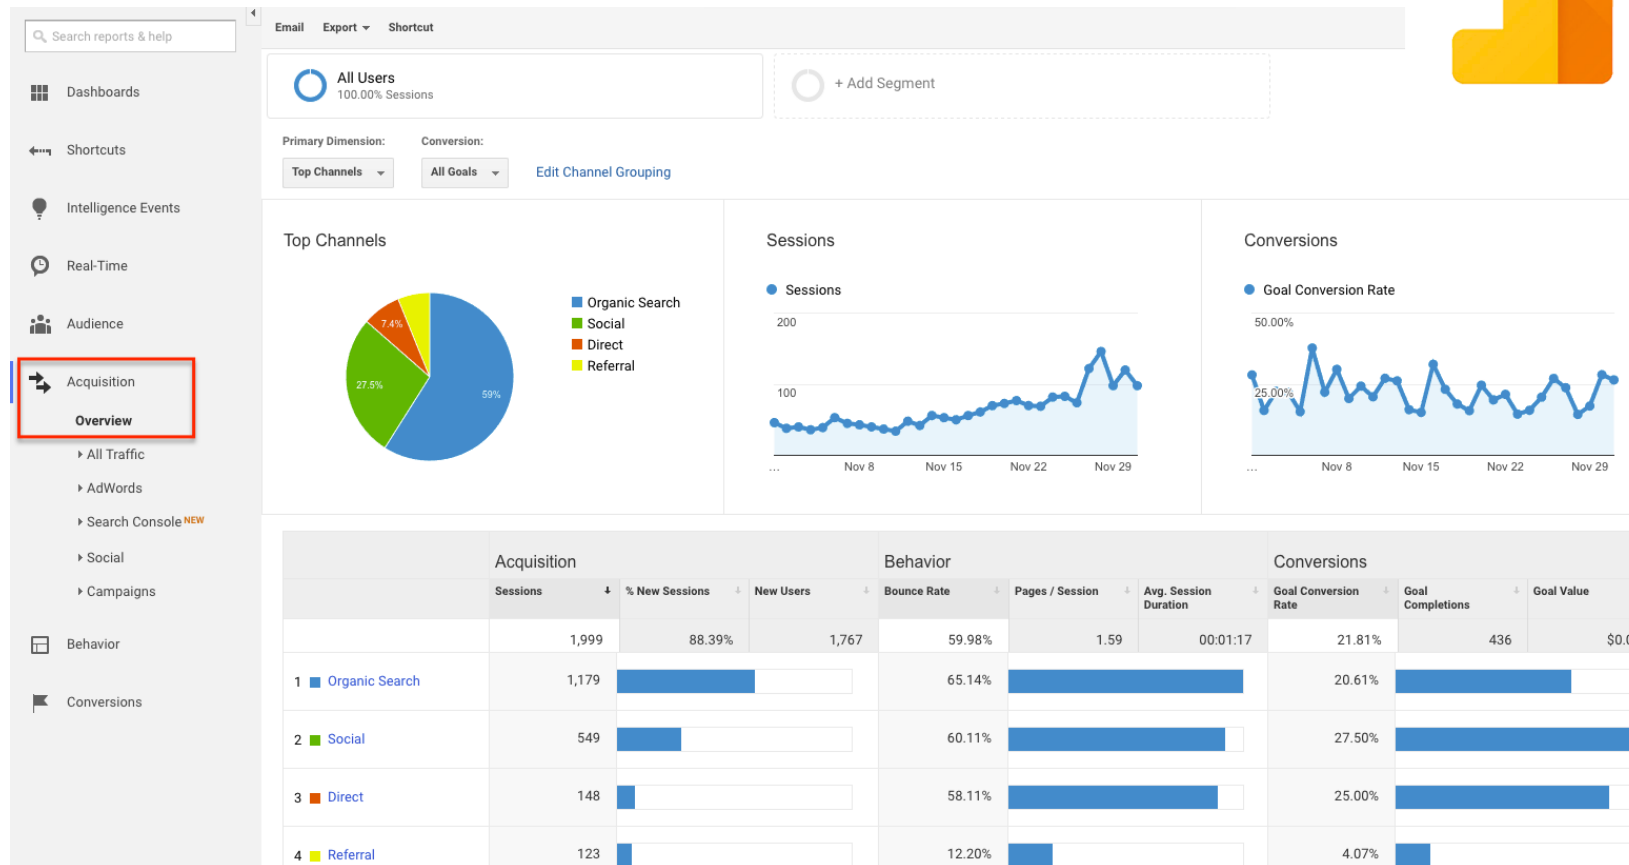 Search reports & help
Email Export Shortcut
All Users
100.00% Sessions
+ Add Segment
Dashboards
Shortcuts
Intelligence Events
Real-Time
Audience
Acquisition
Overview
All Traffic
AdWords
Search Console NEW
Social
Campaigns
Behavior
Conversions
Primary Dimension: Conversion:
Top Channels All Goals Edit Channel Grouping
Top Channels
7.4%
27.5%
59%
Organic Search
Social
Direct
Referral
Sessions
Sessions
200
100
... Nov 8 Nov 15 Nov 22 Nov 29
Conversions
Goal Conversion Rate
50.00%
25.00%
... Nov 8 Nov 15 Nov 22 Nov 29
Acquisition Behavior Conversions
Sessions % New Sessions New Users Bounce Rate Pages / Session Avg. Session Duration Goal Conversion Rate Goal Completions Goal Value
1,999 88.39% 1,767 59.98% 1.59 00:01:17 21.81% 436 $0.0
1 Organic Search 1,179 65.14% 20.61%
2 Social 549 60.11% 27.50%
3 Direct 148 58.11% 25.00%
4 Referral 123 12.20% 4.07%